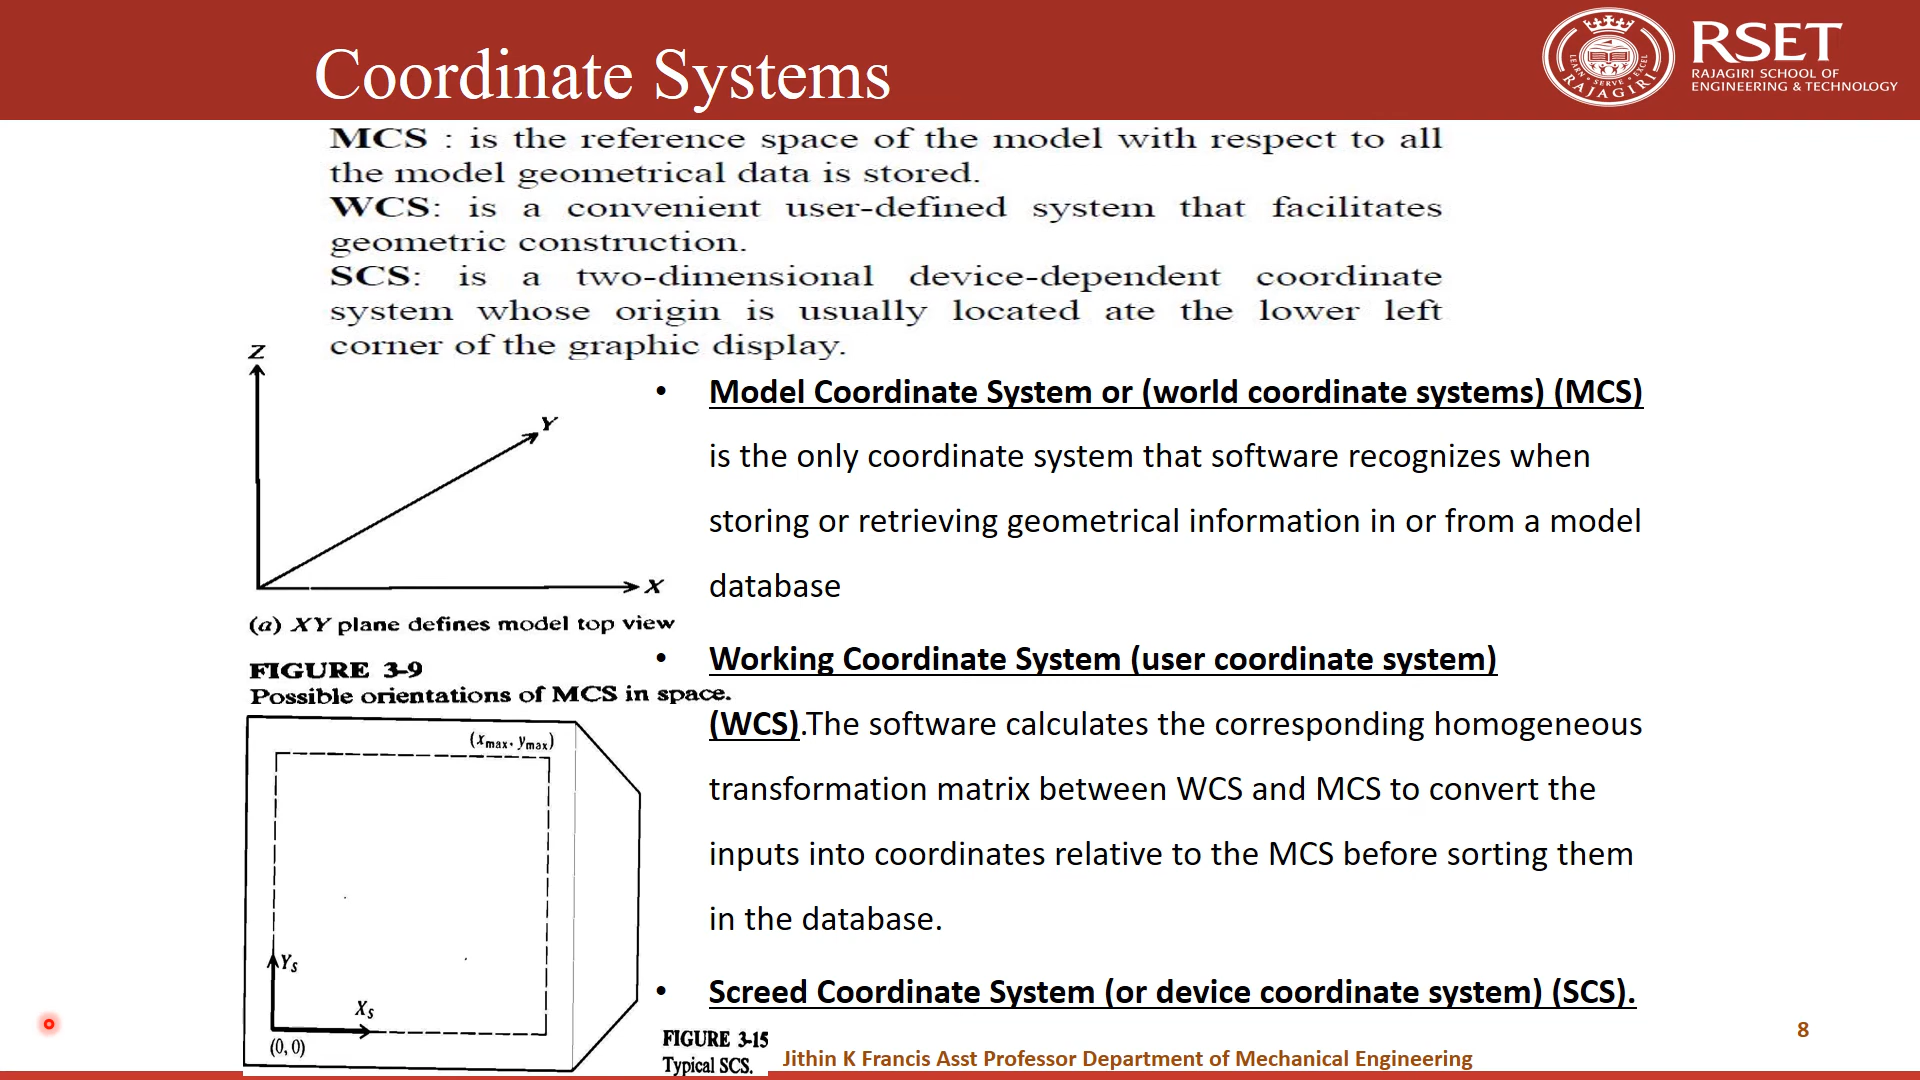 Coordinate Systems
LEARN • SERVE • EXCEL
RAJAGIRI
RSET
RAJAGIRI SCHOOL OF
ENGINEERING & TECHNOLOGY
MCS : is the reference space of the model with respect to all
the model geometrical data is stored.
WCS: is a convenient user-defined system that facilitates
geometric construction.
SCS: is a two-dimensional device-dependent coordinate
system whose origin is usually located ate the lower left
corner of the graphic display.
Z
Y
X
(a) XY plane defines model top view
FIGURE 3-9
Possible orientations of MCS in space.
• Model Coordinate System or (world coordinate systems) (MCS)
is the only coordinate system that software recognizes when
storing or retrieving geometrical information in or from a model
database
• Working Coordinate System (user coordinate system)
(WCS).The software calculates the corresponding homogeneous
transformation matrix between WCS and MCS to convert the
inputs into coordinates relative to the MCS before sorting them
in the database.
• Screed Coordinate System (or device coordinate system) (SCS).
(xmax, ymax)
Ys
Xs
(0, 0)
FIGURE 3-15
Typical SCS.
Jithin K Francis Asst Professor Department of Mechanical Engineering
8